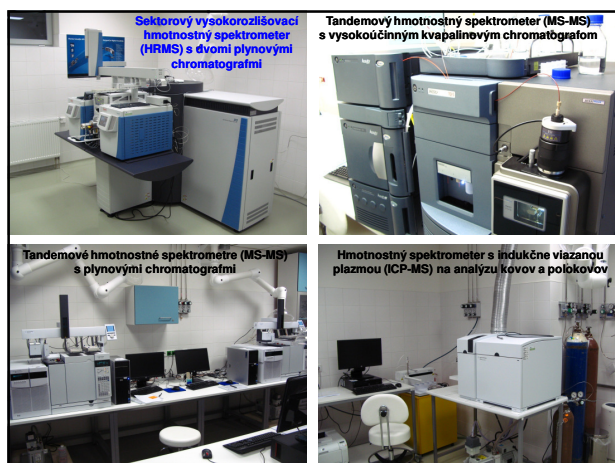 Sektorový vysokorozlišovací
hmotnostný spektrometer
(HRMS) s dvomi plynovými
chromatografmi
Tandemový hmotnostný spektrometer (MS-MS)
s vysokoúčinným kvapalinovým chromatografom
Tandemové hmotnostné spektrometre (MS-MS)
s plynovými chromatografmi
Hmotnostný spektrometer s indukčne viazanou
plazmou (ICP-MS) na analýzu kovov a polokovov